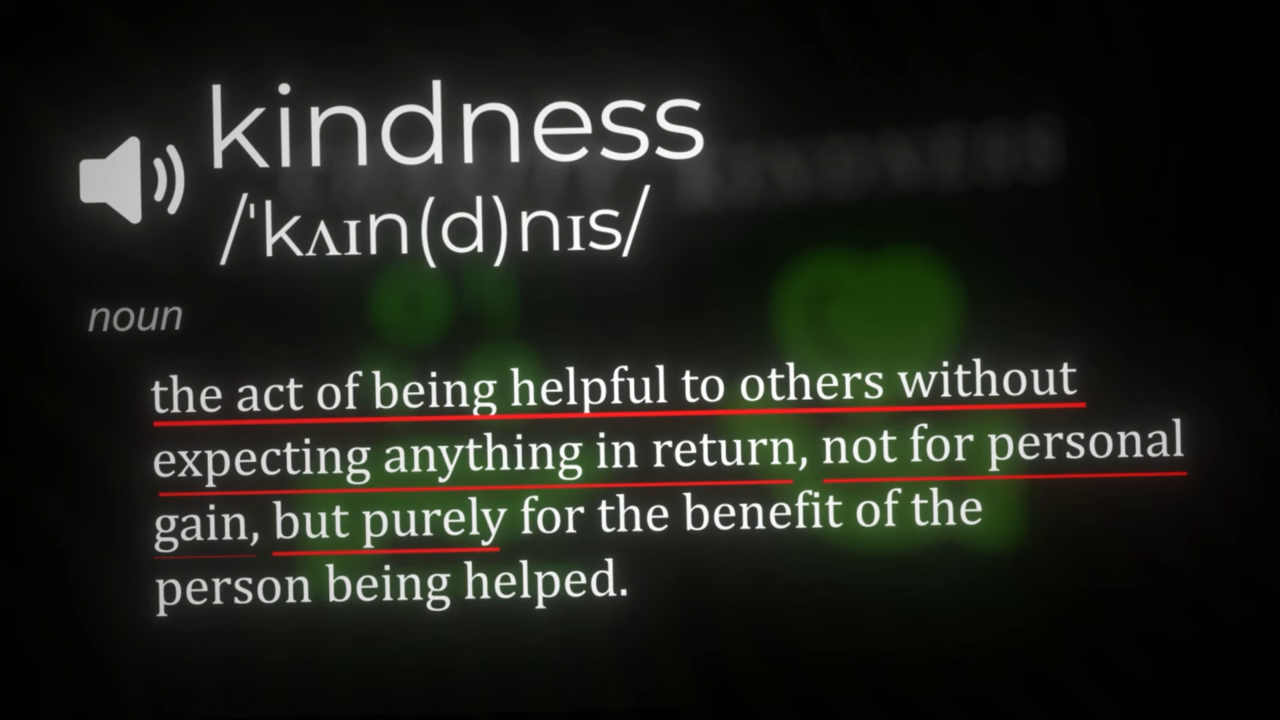 kindness
/ˈkʌɪn(d)nɪs/
noun
the act of being helpful to others without
expecting anything in return, not for personal
gain, but purely for the benefit of the
person being helped.